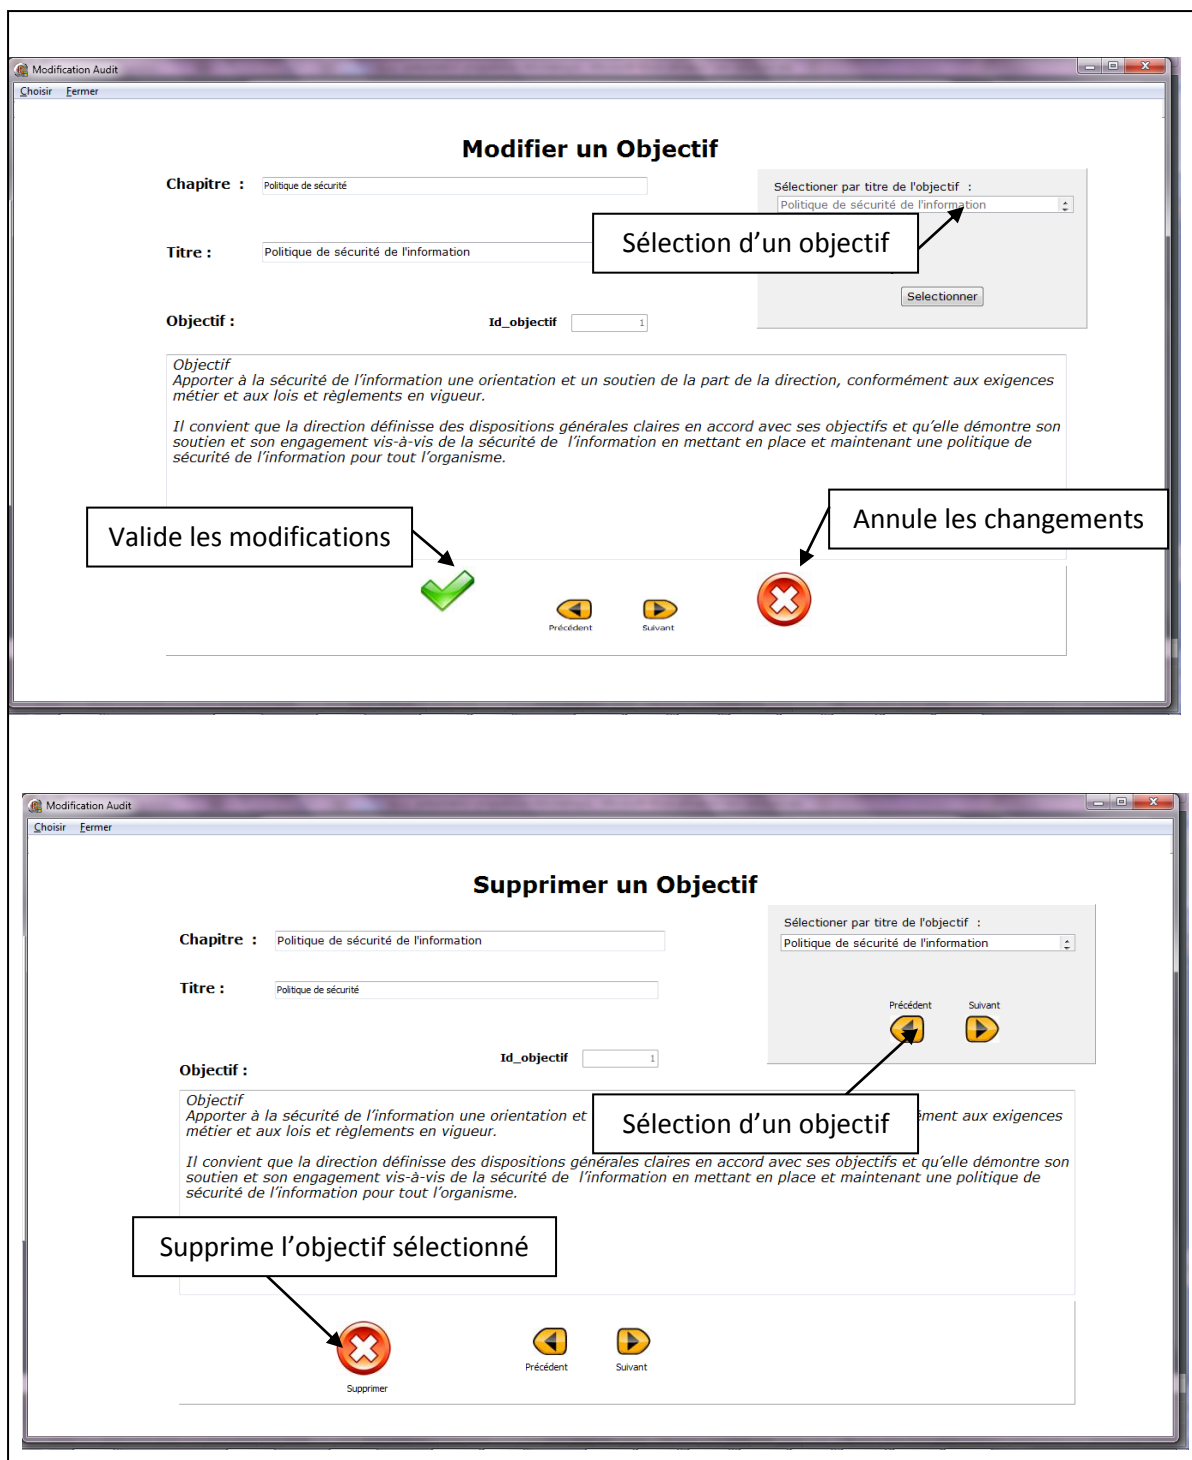 Modification Audit
Choisir Fermer
Modifier un Objectif
Chapitre : Politique de sécurité
Sélectioner par titre de l'objectif :
Politique de sécurité de l'information
Sélection d’un objectif
Titre : Politique de sécurité de l'information
Selectionner
Objectif : Id_objectif 1
Objectif
Apporter à la sécurité de l’information une orientation et un soutien de la part de la direction, conformément aux exigences
métier et aux lois et règlements en vigueur.
Il convient que la direction définisse des dispositions générales claires en accord avec ses objectifs et qu’elle démontre son
soutien et son engagement vis-à-vis de la sécurité de l’information en mettant en place et maintenant une politique de
sécurité de l’information pour tout l’organisme.
Valide les modifications
Annule les changements
Précédent Suivant
Modification Audit
Choisir Fermer
Supprimer un Objectif
Sélectioner par titre de l'objectif :
Chapitre : Politique de sécurité de l'information
Politique de sécurité de l'information
Titre : Politique de sécurité
Précédent Suivant
Id_objectif 1
Objectif :
Objectif
Apporter à la sécurité de l’information une orientation et
ément aux exigences
Sélection d’un objectif
métier et aux lois et règlements en vigueur.
Il convient que la direction définisse des dispositions générales claires en accord avec ses objectifs et qu’elle démontre son
soutien et son engagement vis-à-vis de la sécurité de l’information en mettant en place et maintenant une politique de
sécurité de l’information pour tout l’organisme.
Supprime l’objectif sélectionné
Précédent Suivant
Supprimer